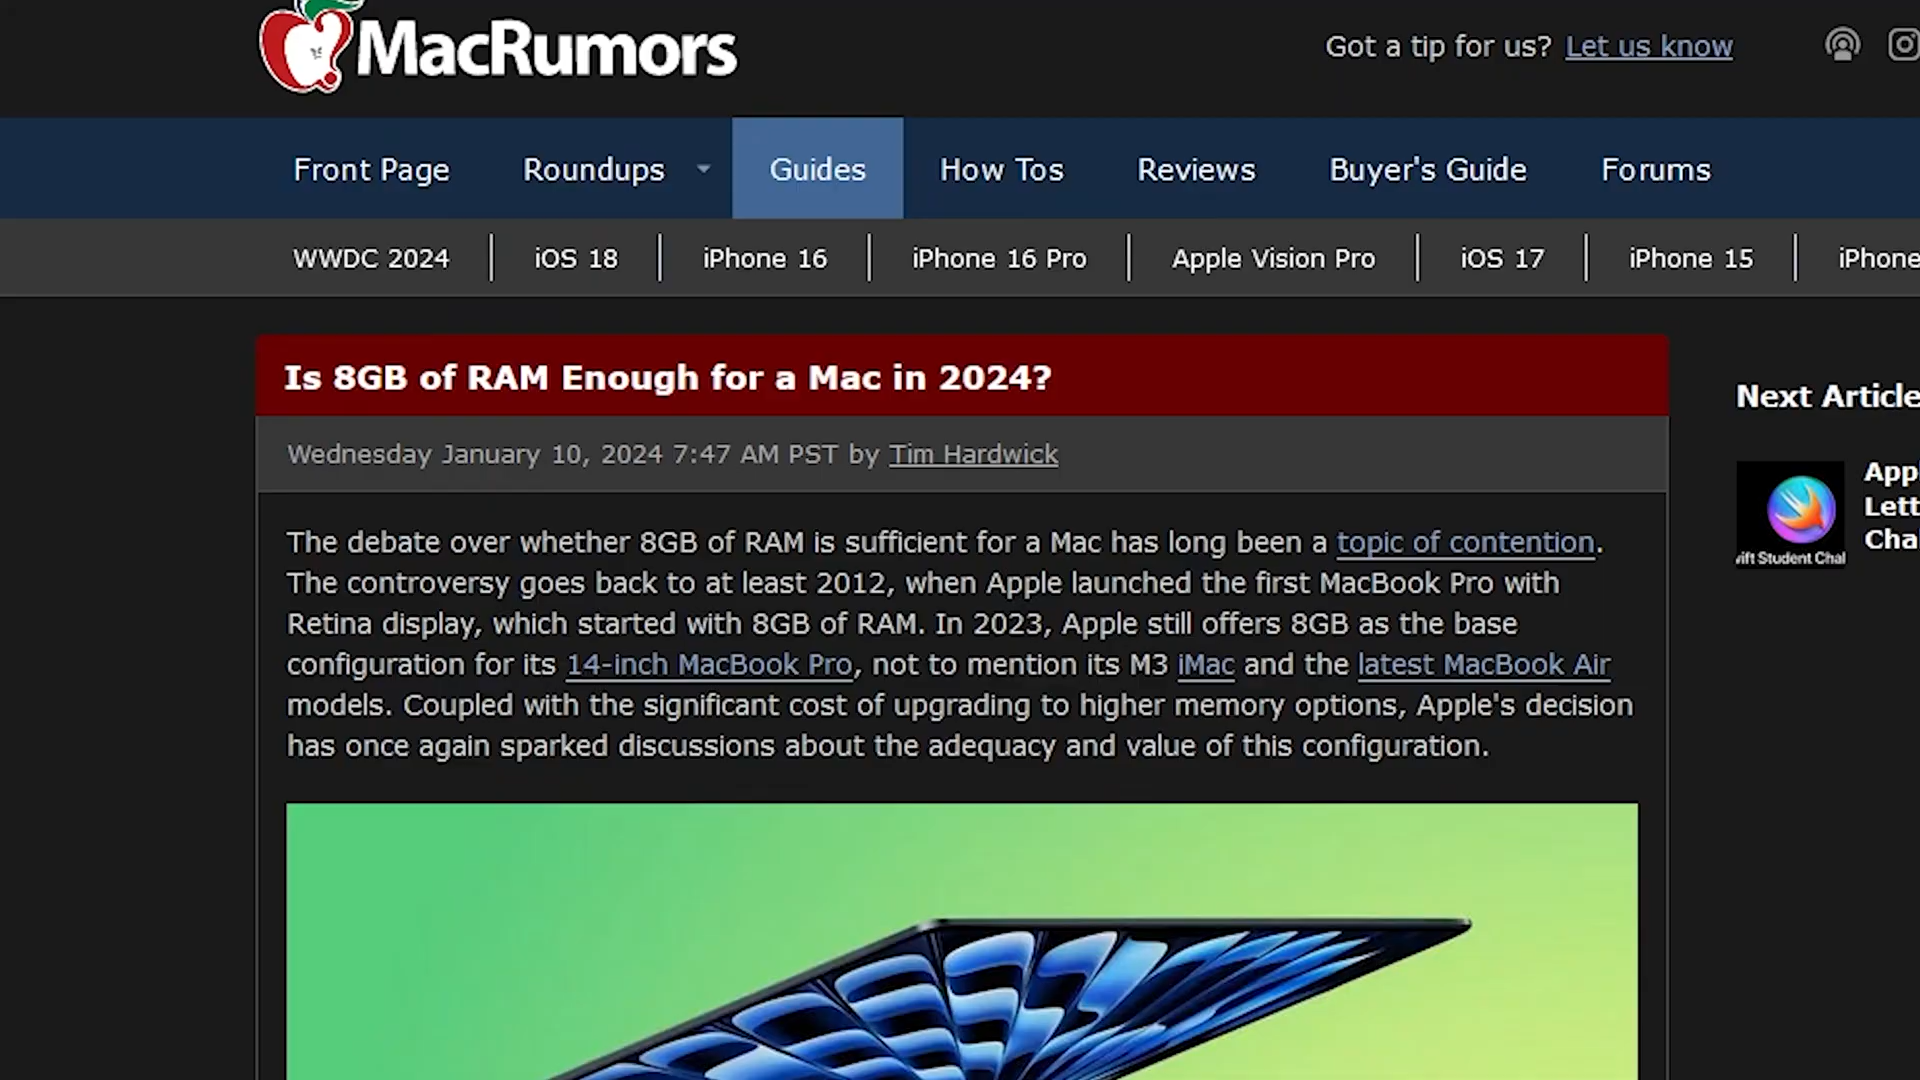 MacRumors
Got a tip for us? Let us know
Front Page Roundups Guides How Tos Reviews Buyer's Guide Forums
WWDC 2024 iOS 18 iPhone 16 iPhone 16 Pro Apple Vision Pro iOS 17 iPhone 15 iPhone
Is 8GB of RAM Enough for a Mac in 2024?
Wednesday January 10, 2024 7:47 AM PST by Tim Hardwick
The debate over whether 8GB of RAM is sufficient for a Mac has long been a topic of contention.
The controversy goes back to at least 2012, when Apple launched the first MacBook Pro with
Retina display, which started with 8GB of RAM. In 2023, Apple still offers 8GB as the base
configuration for its 14-inch MacBook Pro, not to mention its M3 iMac and the latest MacBook Air
models. Coupled with the significant cost of upgrading to higher memory options, Apple's decision
has once again sparked discussions about the adequacy and value of this configuration.
Next Article
Student Chal